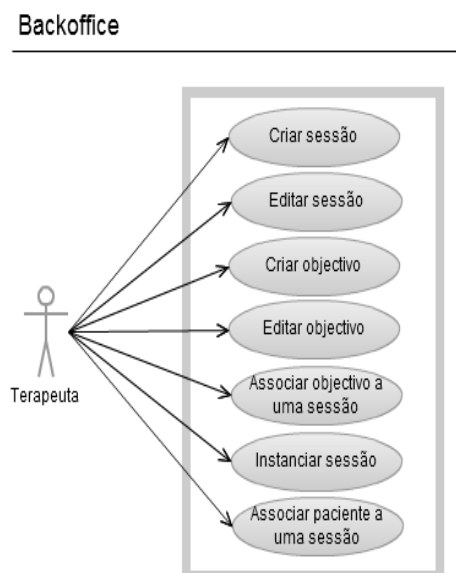 Backoffice
Criar sessão
Editar sessão
Criar objectivo
Editar objectivo
Associar objectivo a
uma sessão
Instanciar sessão
Associar paciente a
uma sessão
Terapeuta